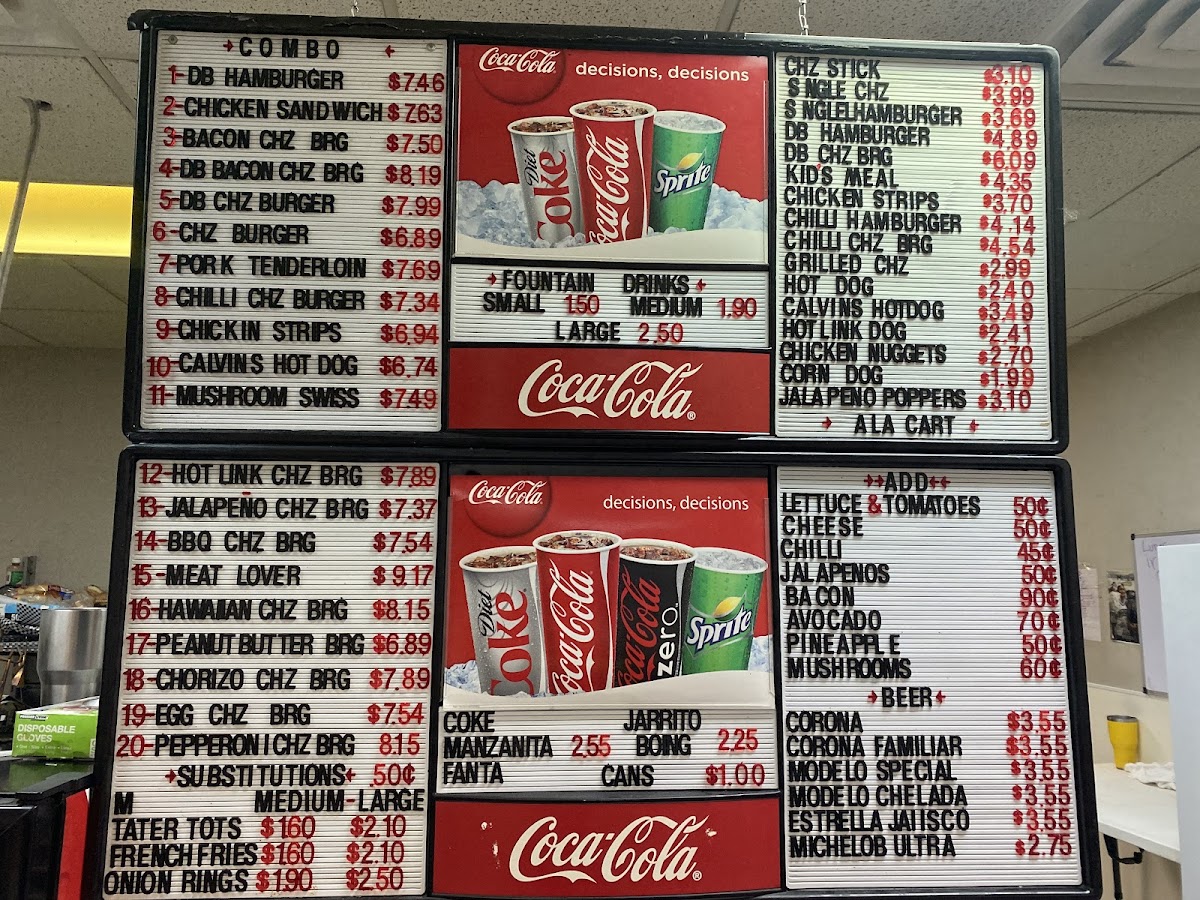 COMBO
1-DB HAMBURGER $7.46
2-CHICKEN SANDWICH $7.63
3-BACON CHZ BRG $7.50
4-DB BACON CHZ BRG $8.19
5-DB CHZ BURGER $7.99
6-CHZ BURGER $6.89
7-PORK TENDERLOIN $7.69
8-CHILLI CHZ BURGER $7.34
9-CHICKIN STRIPS $6.94
10-CALVINS HOT DOG $6.74
11-MUSHROOM SWISS $7.49
Coca-Cola decisions, decisions
Diet Coke
Coca-Cola
Sprite
FOUNTAIN DRINKS
SMALL 1.50 MEDIUM 1.90
LARGE 2.50
Coca-Cola®
CHZ STICK $3.10
SNGLE CHZ $3.99
SNGLELHAMBURGER $3.69
DB HAMBURGER $4.89
DB CHZ BRG $6.09
KID'S MEAL $4.35
CHICKEN STRIPS $3.70
CHILLI HAMBURGER $4.14
CHILLI CHZ BRG $4.54
GRILLED CHZ $2.99
HOT DOG $2.40
CALVINS HOTDOG $3.49
HOT LINK DOG $2.41
CHICKEN NUGGETS $2.70
CORN DOG $1.99
JALAPENO POPPERS $3.10
A LA CART
12-HOT LINK CHZ BRG $7.89
13-JALAPEÑO CHZ BRG $7.37
14-BBQ CHZ BRG $7.54
15-MEAT LOVER $9.17
16-HAWAIIAN CHZ BRG $8.15
17-PEANUT BUTTER BRG $6.89
18-CHORIZO CHZ BRG $7.89
19-EGG CHZ BRG $7.54
20-PEPPERONI CHZ BRG 8.15
SUBSTITUTIONS .50¢
M MEDIUM-LARGE
TATER TOTS $1.60 $2.10
FRENCH FRIES $1.60 $2.10
ONION RINGS $1.90 $2.50
Coca-Cola decisions, decisions
Diet Coke
Coca-Cola
Coca-Cola zero
Sprite
COKE JARRITO
MANZANITA 2.55 BOING 2.25
FANTA CANS $1.00
Coca-Cola®
ADD
LETTUCE & TOMATOES 50¢
CHEESE 50¢
CHILLI 45¢
JALAPENOS 50¢
BACON 90¢
AVOCADO 70¢
PINEAPPLE 50¢
MUSHROOMS 60¢
BEER
CORONA $3.55
CORONA FAMILIAR $3.55
MODELO SPECIAL $3.55
MODELO CHELADA $3.55
ESTRELLA JALISCO $3.55
MICHELOB ULTRA $2.75
DISPOSABLE
GLOVES